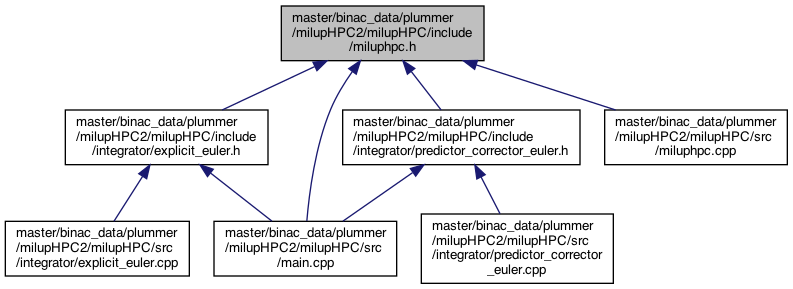 master/binac_data/plummer
/milupHPC2/milupHPC/include
/miluphpc.h
master/binac_data/plummer
/milupHPC2/milupHPC/include
/integrator/explicit_euler.h
master/binac_data/plummer
/milupHPC2/milupHPC/include
/integrator/predictor_corrector_euler.h
master/binac_data/plummer
/milupHPC2/milupHPC/src
/miluphpc.cpp
master/binac_data/plummer
/milupHPC2/milupHPC/src
/integrator/explicit_euler.cpp
master/binac_data/plummer
/milupHPC2/milupHPC/src
/main.cpp
master/binac_data/plummer
/milupHPC2/milupHPC/src
/integrator/predictor_corrector
_euler.cpp